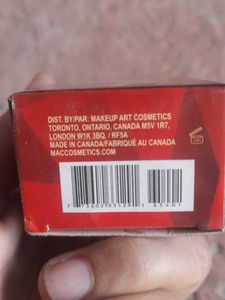 DIST. BY/PAR: MAKEUP ART COSMETICS
TORONTO, ONTARIO, CANADA M5V 1R7,
LONDON W1K 3BQ. / RF5A
MADE IN CANADA/FABRIQUÉ AU CANADA
MACCOSMETICS.COM